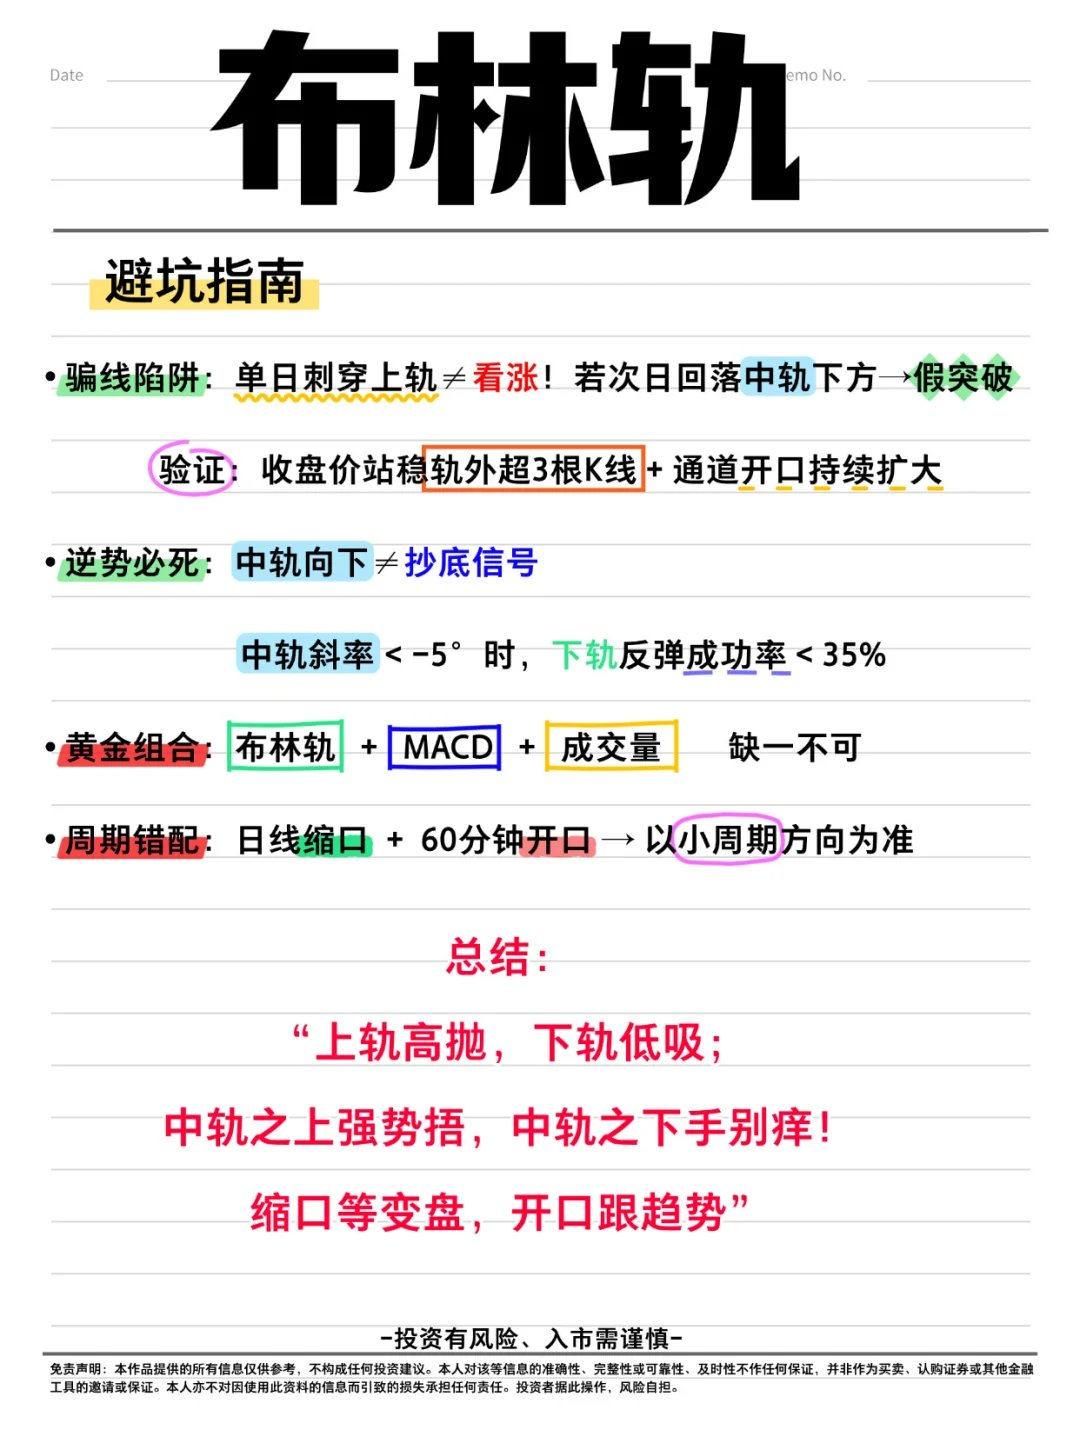 布林轨
Date
emo No.
避坑指南
• 骗线陷阱：单日刺穿上轨≠看涨！若次日回落中轨下方→假突破
验证：收盘价站稳轨外超3根K线+通道开口持续扩大
• 逆势必死：中轨向下≠抄底信号
中轨斜率<-5°时，下轨反弹成功率<35%
• 黄金组合：布林轨 + MACD + 成交量 缺一不可
• 周期错配：日线缩口 + 60分钟开口→以小周期方向为准
总结：
“上轨高抛，下轨低吸；
中轨之上强势捂，中轨之下手别痒！
缩口等变盘，开口跟趋势”
-投资有风险、入市需谨慎-
免责声明：本作品提供的所有信息仅供参考，不构成任何投资建议。本人对该等信息的准确性、完整性或可靠性、及时性不作任何保证，并非作为买卖、认购证券或其他金融
工具的邀请或保证。本人亦不对因使用此资料的信息而引致的损失承担任何责任。投资者据此操作，风险自担。